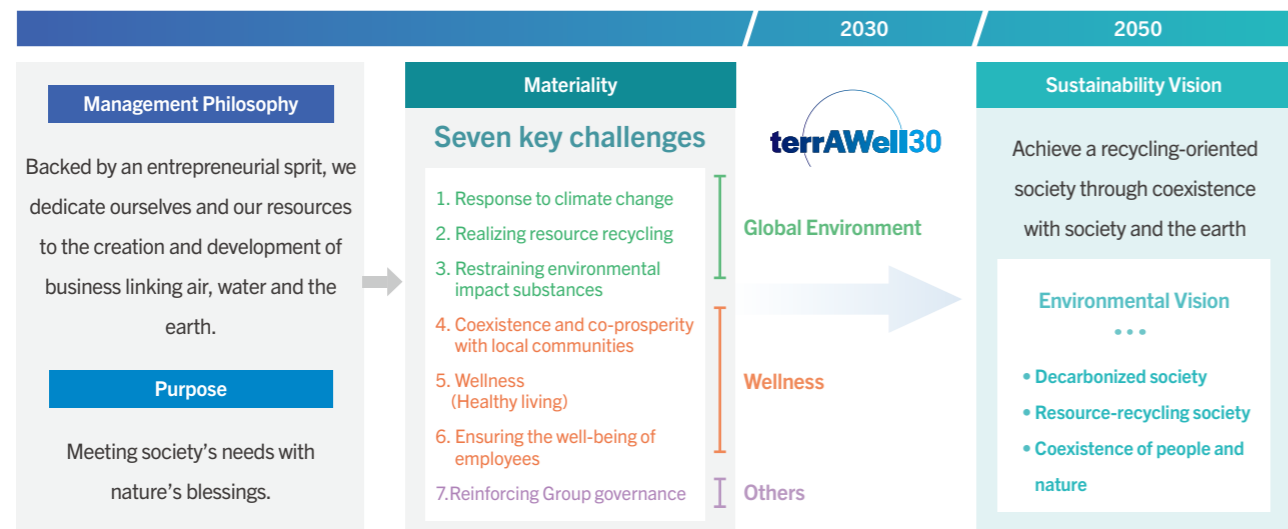 2030
2050
Management Philosophy
Backed by an entrepreneurial sprit, we
dedicate ourselves and our resources
to the creation and development of
business linking air, water and the
earth.
Purpose
Meeting society’s needs with
nature’s blessings.
Materiality
Seven key challenges
1. Response to climate change
2. Realizing resource recycling
3. Restraining environmental
impact substances
4. Coexistence and co-prosperity
with local communities
5. Wellness
(Healthy living)
6. Ensuring the well-being of
employees
7.Reinforcing Group governance
terrAWell30
Global Environment
Wellness
Others
Sustainability Vision
Achieve a recycling-oriented
society through coexistence
with society and the earth
Environmental Vision
• • •
• Decarbonized society
• Resource-recycling society
• Coexistence of people and
nature